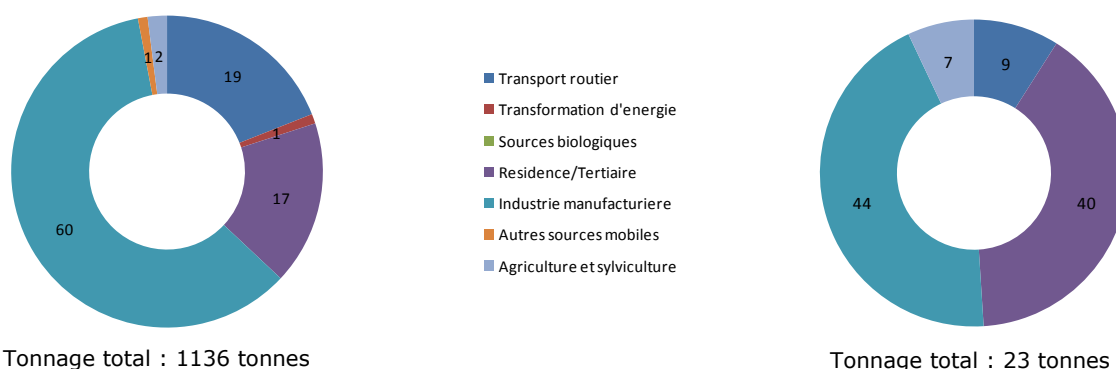 1 2
19
1
17
60
Tonnage total : 1136 tonnes
Transport routier
Transformation d'energie
Sources biologiques
Residence/Tertiaire
Industrie manufacturiere
Autres sources mobiles
Agriculture et sylviculture
7
9
44
40
Tonnage total : 23 tonnes